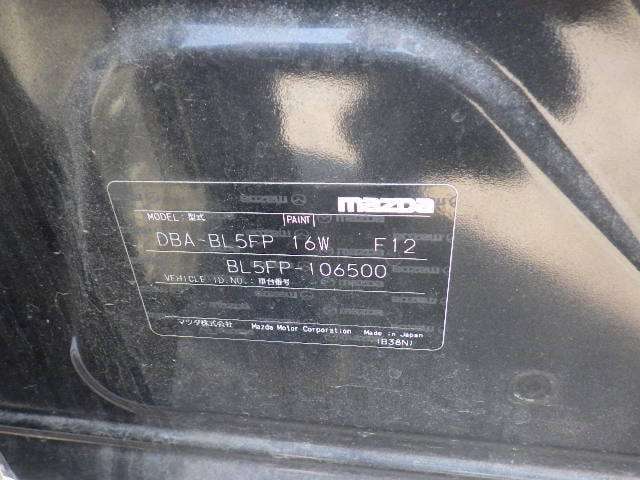 mazda
MODEL:型式 PAINT
DBA-BL5FP 16W F12
BL5FP-106500
VEHICLE ID.NO.:車台番号
マツダ株式会社 Mazda Motor Corporation Made in Japan
(B36N)